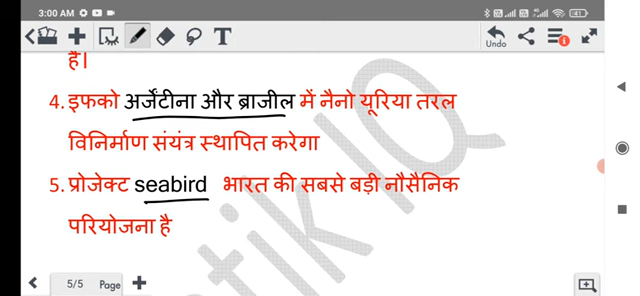 3:00 AM
41
Undo
है।
4. इफको अर्जेंटीना और ब्राजील में नैनो यूरिया तरल
विनिर्माण संयंत्र स्थापित करेगा
5. प्रोजेक्ट seabird भारत की सबसे बड़ी नौसैनिक
परियोजना है
5/5 Page